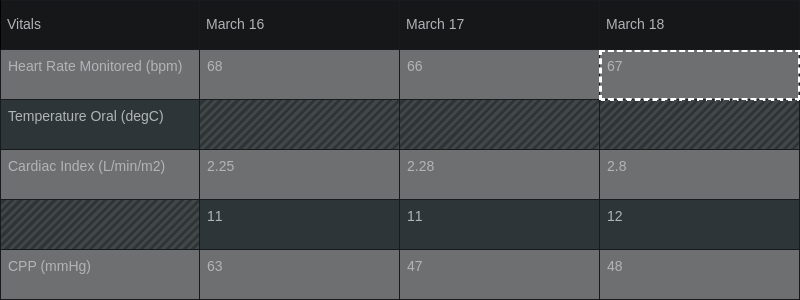 Vitals March 16 March 17 March 18
Heart Rate Monitored (bpm) 68 66 67
Temperature Oral (degC)
Cardiac Index (L/min/m2) 2.25 2.28 2.8
11 11 12
CPP (mmHg) 63 47 48